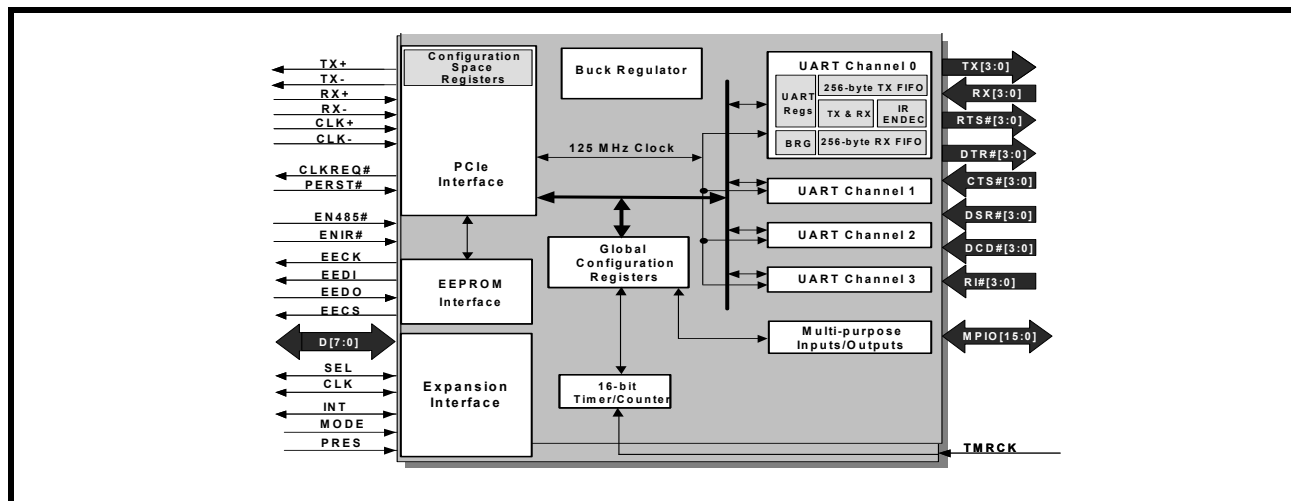 TX+
TX-
RX+
RX-
CLK+
CLK-
CLKREQ#
PERST#
EN485#
ENIR#
EECK
EEDI
EEDO
EECS
D[7:0]
SEL
CLK
INT
MODE
PRES
Configuration
Space
Registers
PCIe
Interface
EEPROM
Interface
Expansion
Interface
Buck Regulator
125 MHz Clock
Global
Configuration
Registers
16-bit
Timer/Counter
UART Channel 0
UART
Regs
256-byte TX FIFO
TX & RX
IR
ENDEC
BRG
256-byte RX FIFO
UART Channel 1
UART Channel 2
UART Channel 3
Multi-purpose
Inputs/Outputs
TX[3:0]
RX[3:0]
RTS#[3:0]
DTR#[3:0]
CTS#[3:0]
DSR#[3:0]
DCD#[3:0]
RI#[3:0]
MPIO[15:0]
TMRCK